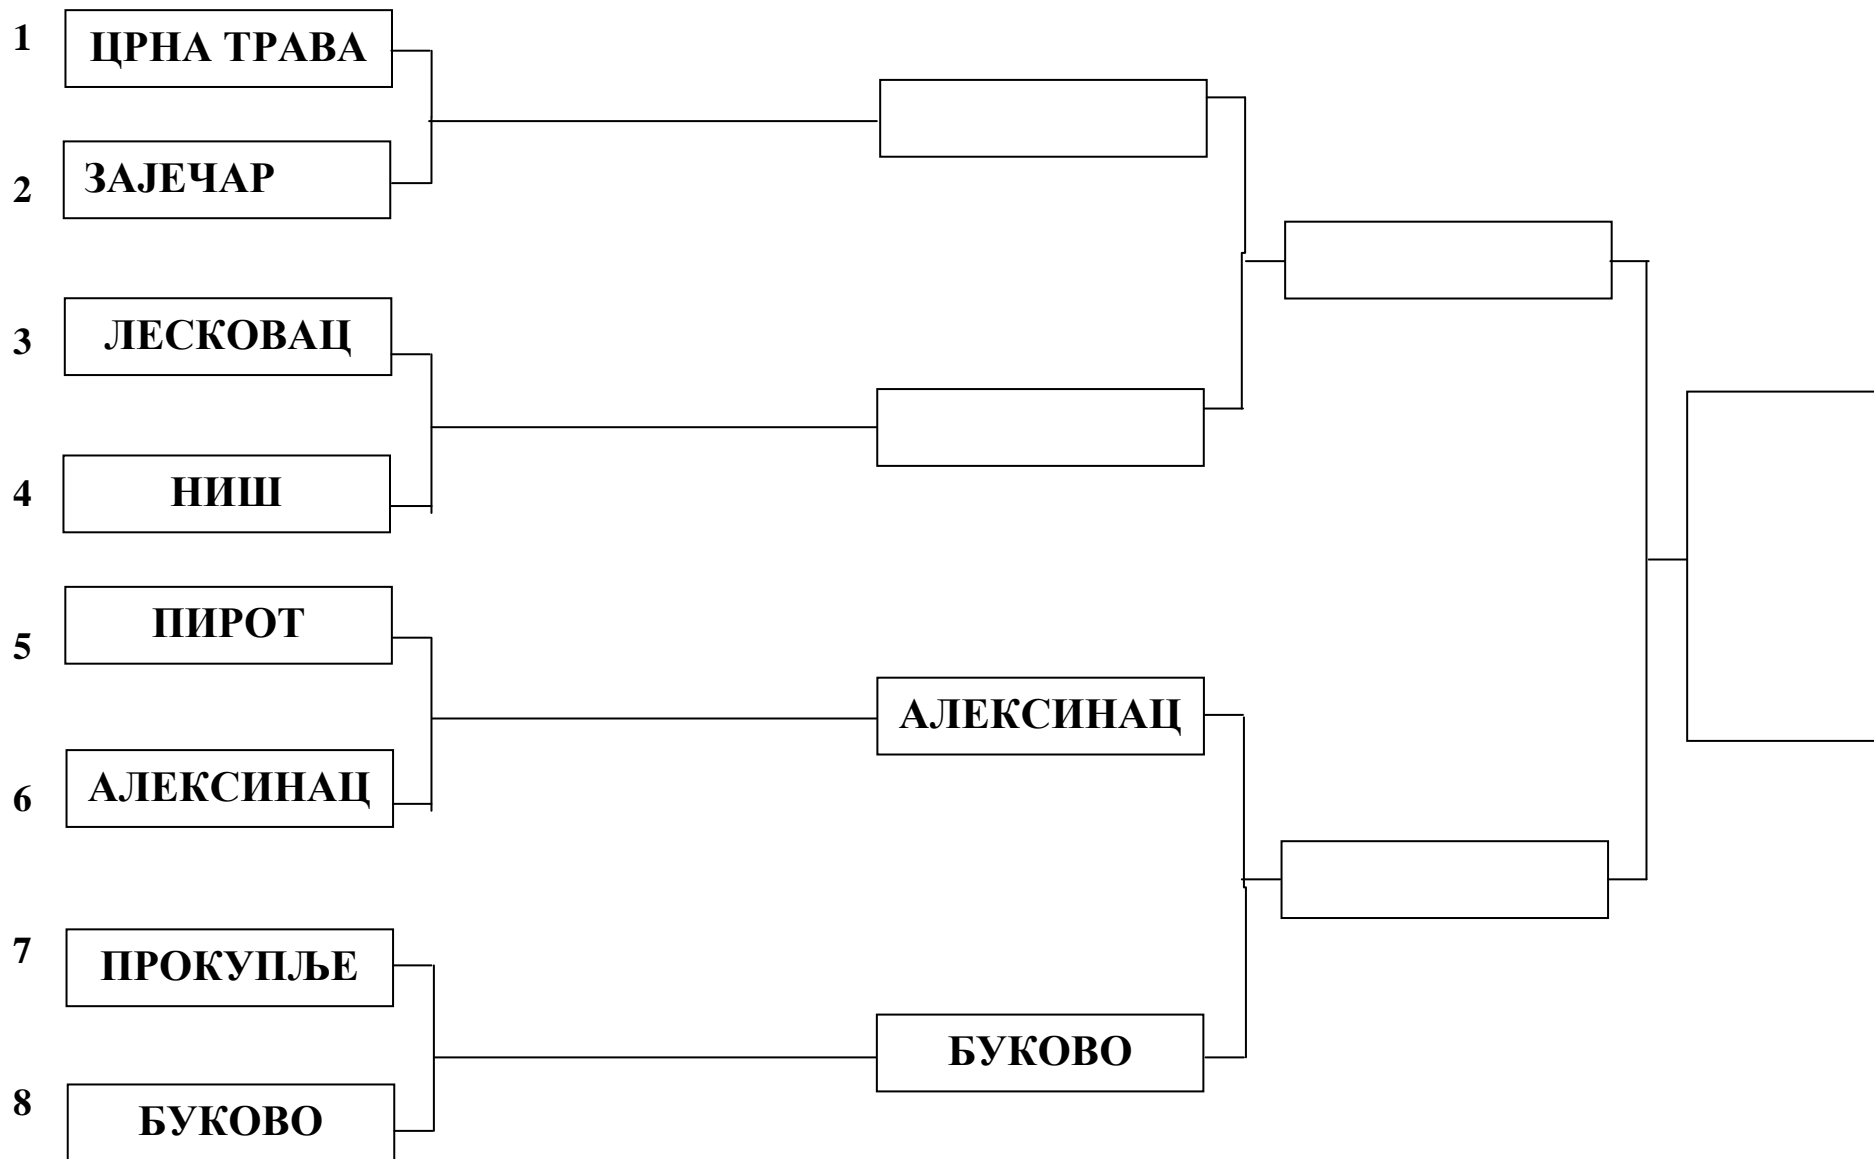 1 ЦРНА ТРАВА
2 ЗАЈЕЧАР
3 ЛЕСКОВАЦ
4 НИШ
5 ПИРОТ
АЛЕКСИНАЦ
6 АЛЕКСИНАЦ
7 ПРОКУПЉЕ
БУКОВО
8 БУКОВО